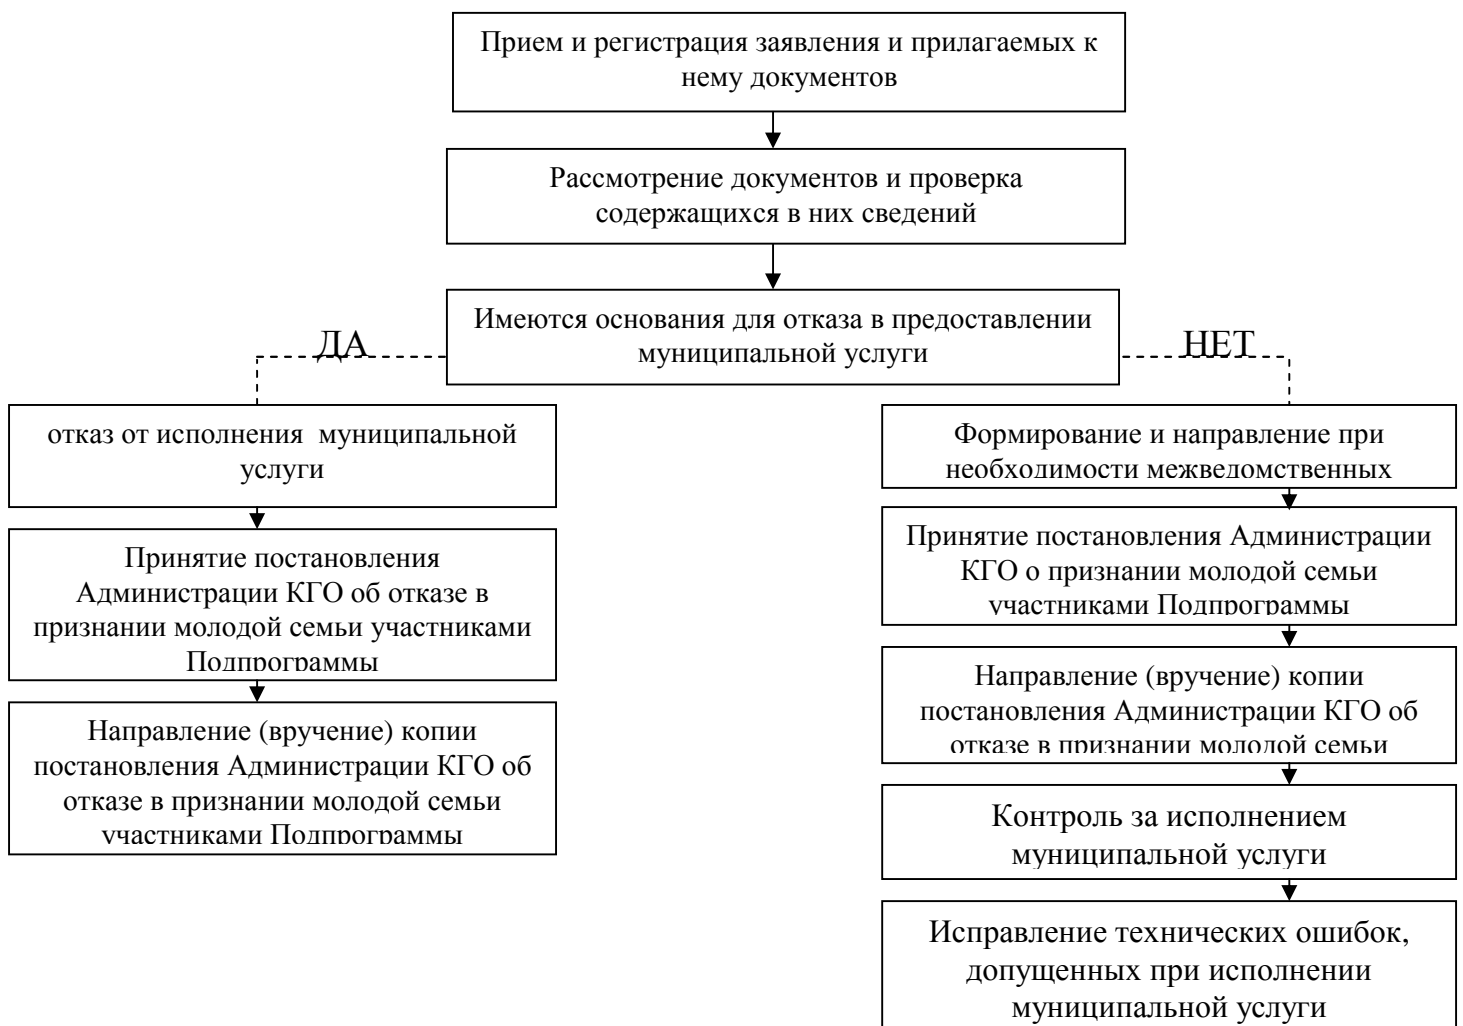 Прием и регистрация заявления и прилагаемых к
нему документов
Рассмотрение документов и проверка
содержащихся в них сведений
Имеются основания для отказа в предоставлении
муниципальной услуги
ДА
НЕТ
отказ от исполнения муниципальной
услуги
Принятие постановления
Администрации КГО об отказе в
признании молодой семьи участниками
Подпрограммы
Направление (вручение) копии
постановления Администрации КГО об
отказе в признании молодой семьи
участниками Подпрограммы
Формирование и направление при
необходимости межведомственных
Принятие постановления Администрации
КГО о признании молодой семьи
участниками Подпрограммы
Направление (вручение) копии
постановления Администрации КГО об
отказе в признании молодой семьи
Контроль за исполнением
муниципальной услуги
Исправление технических ошибок,
допущенных при исполнении
муниципальной услуги